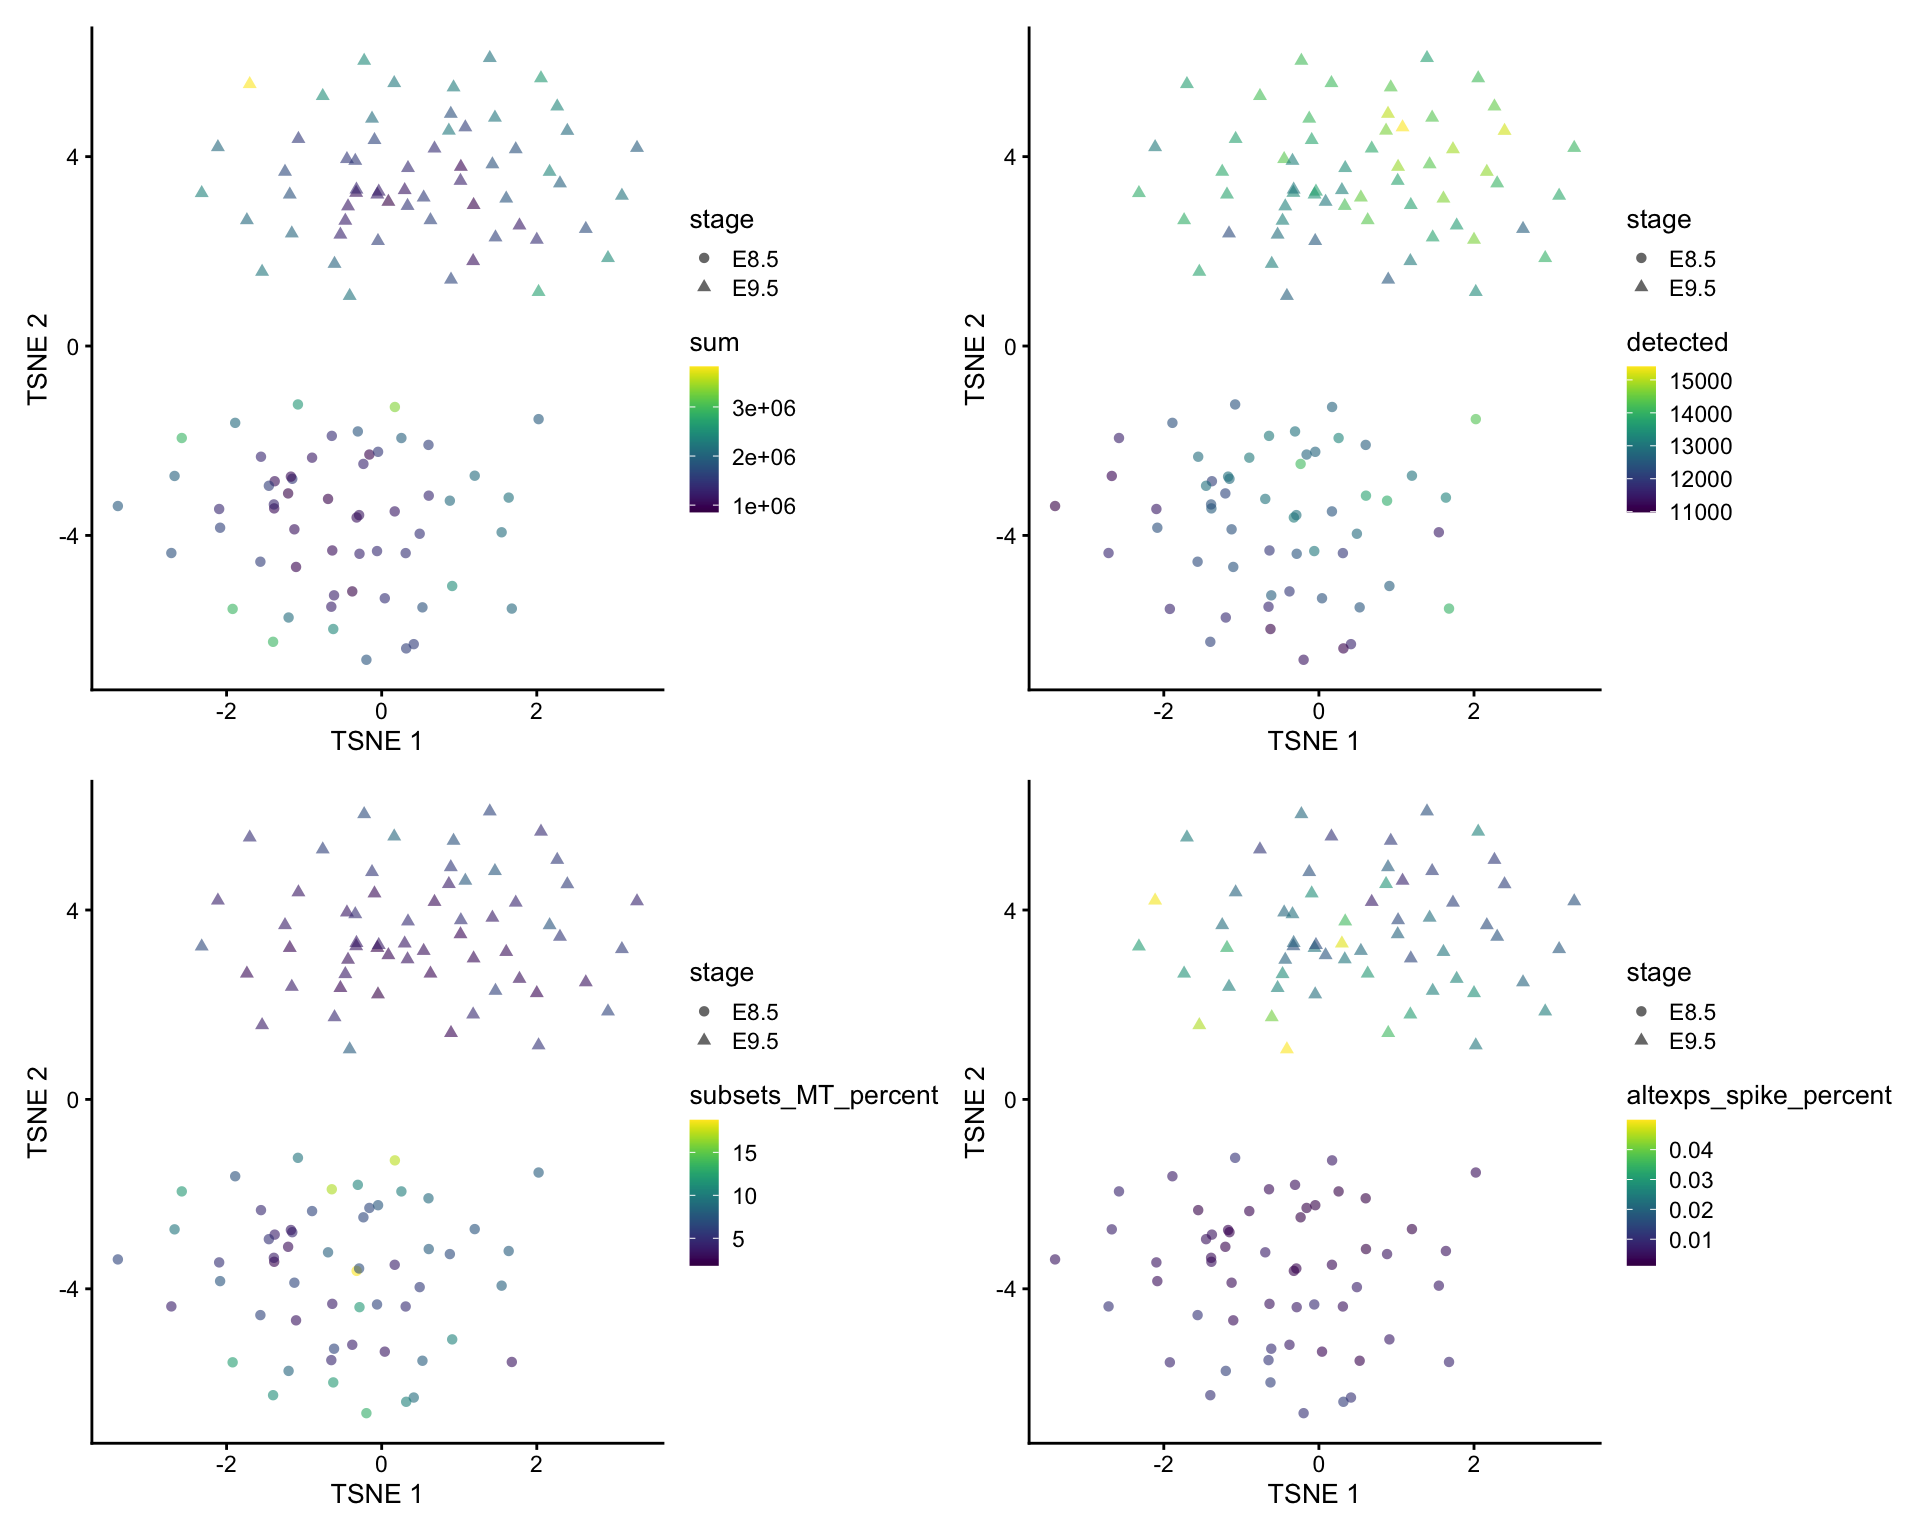 4
0
-4
-2
0
2
TSNE 1
TSNE 2
stage
E8.5
E9.5
sum
3e+06
2e+06
1e+06
4
0
-4
-2
0
2
TSNE 1
TSNE 2
stage
E8.5
E9.5
detected
15000
14000
13000
12000
11000
4
0
-4
-2
0
2
TSNE 1
TSNE 2
stage
E8.5
E9.5
subsets_MT_percent
15
10
5
4
0
-4
-2
0
2
TSNE 1
TSNE 2
stage
E8.5
E9.5
altexps_spike_percent
0.04
0.03
0.02
0.01